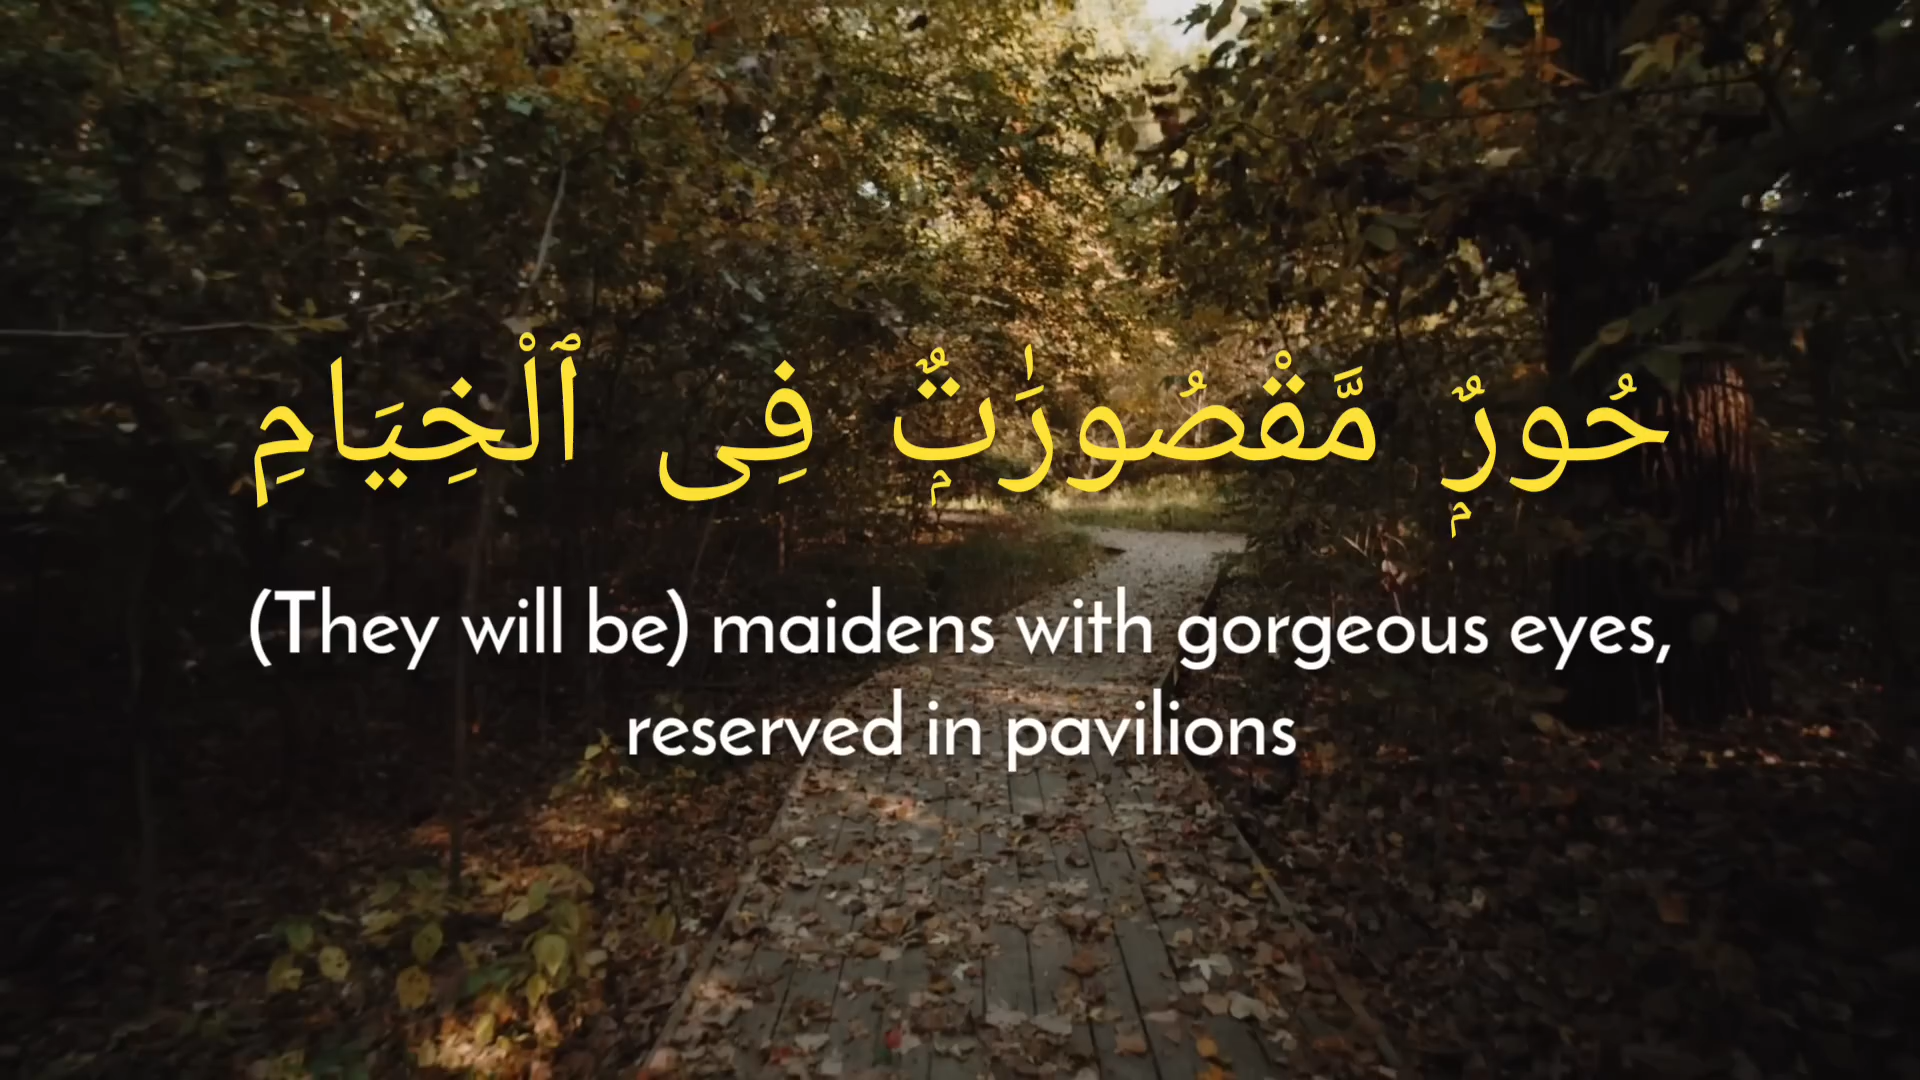 حُورٌۭ مَّقْصُورَٰتٌۭ فِى ٱلْخِيَامِ
(They will be) maidens with gorgeous eyes,
reserved in pavilions